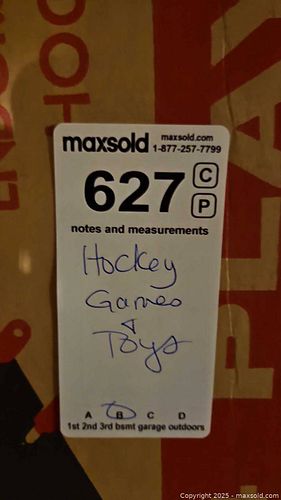 maxsold maxsold.com
1-877-257-7799
627 C
P
notes and measurements
Hockey
Games
&
Toys
A B C D
1st 2nd 3rd bsmt garage outdoors
Copyright © 2025 - maxsold.com